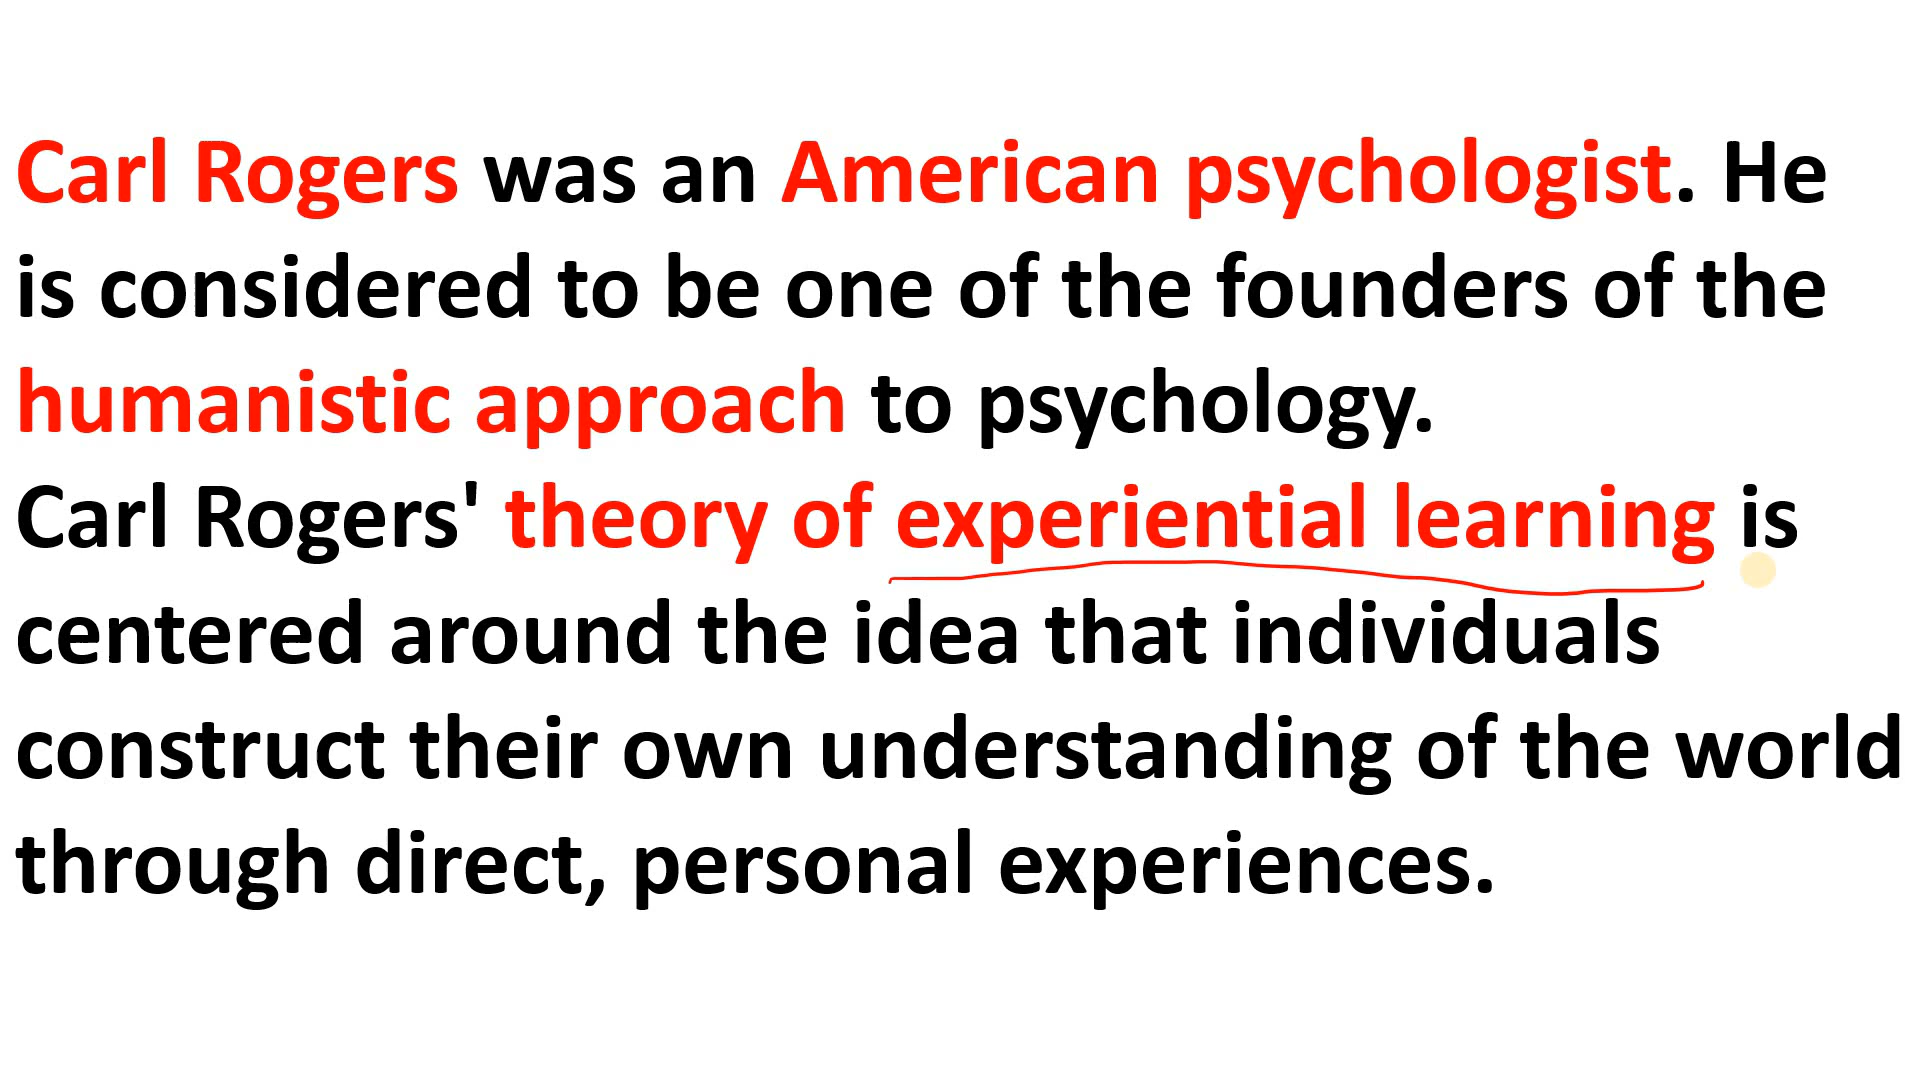 Carl Rogers was an American psychologist. He
is considered to be one of the founders of the
humanistic approach to psychology.
Carl Rogers' theory of experiential learning is
centered around the idea that individuals
construct their own understanding of the world
through direct, personal experiences.